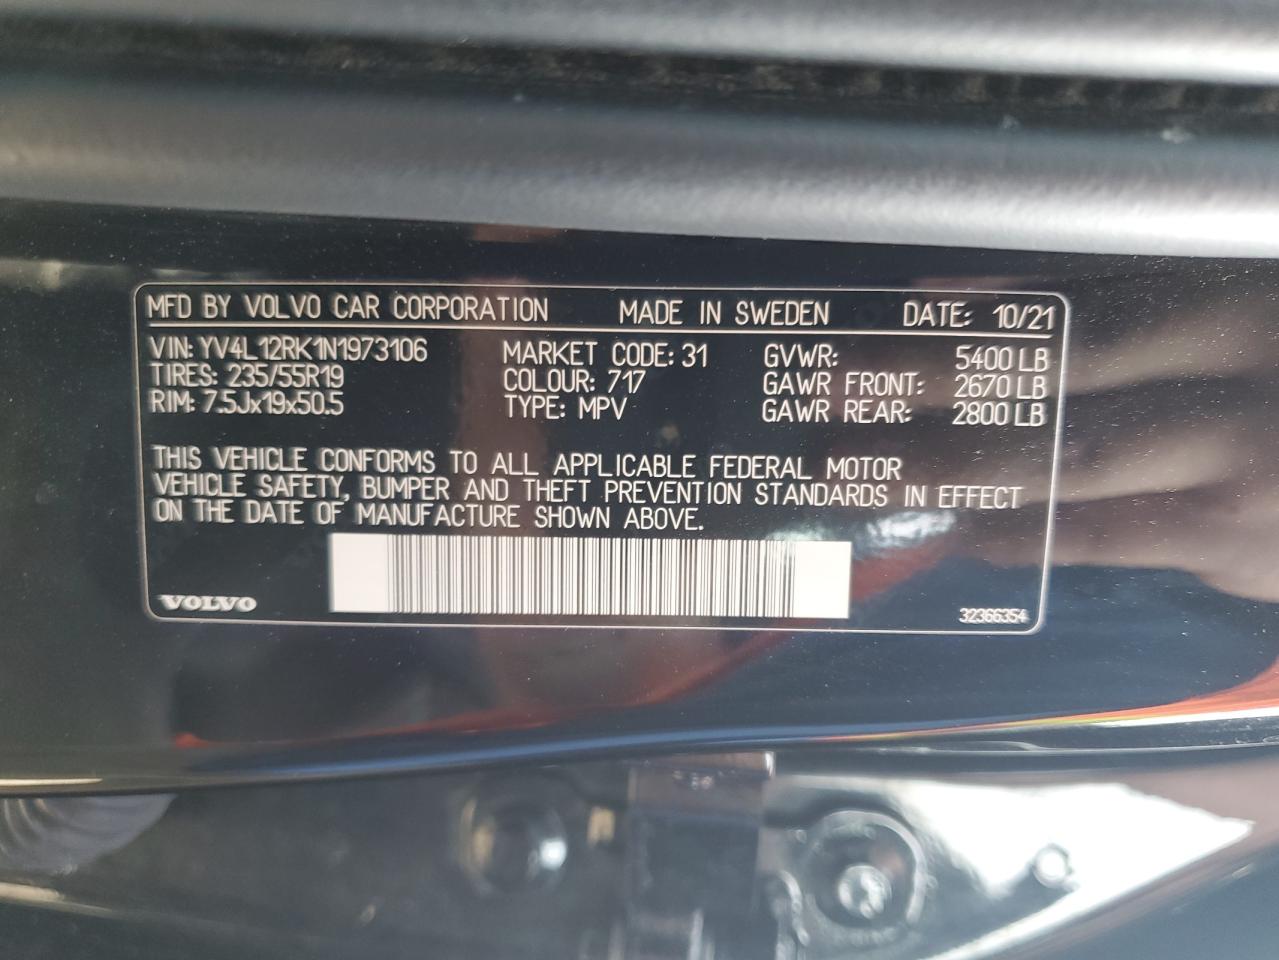 MFD BY VOLVO CAR CORPORATION MADE IN SWEDEN DATE: 10/21
VIN: YV4L12RK1N1973106 MARKET CODE: 31 GVWR: 5400 LB
TIRES: 235/55R19 COLOUR: 717 GAWR FRONT: 2670 LB
RIM: 7.5Jx19x50.5 TYPE: MPV GAWR REAR: 2800 LB
THIS VEHICLE CONFORMS TO ALL APPLICABLE FEDERAL MOTOR
VEHICLE SAFETY, BUMPER AND THEFT PREVENTION STANDARDS IN EFFECT
ON THE DATE OF MANUFACTURE SHOWN ABOVE.
VOLVO 32366354